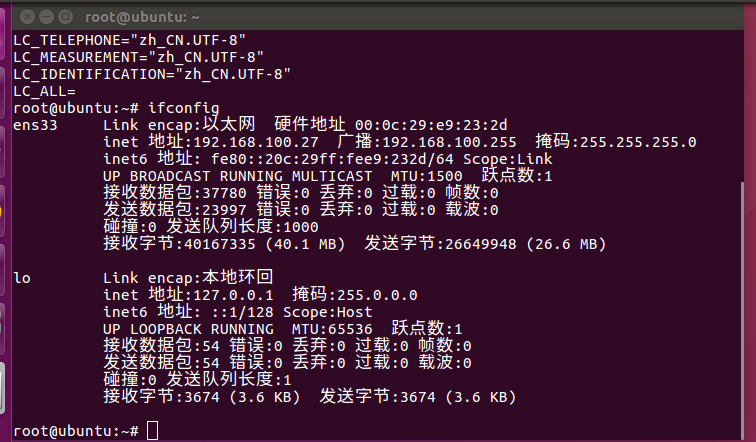 root@ubuntu: ~
LC_TELEPHONE="zh_CN.UTF-8"
LC_MEASUREMENT="zh_CN.UTF-8"
LC_IDENTIFICATION="zh_CN.UTF-8"
LC_ALL=
root@ubuntu:~# ifconfig
ens33     Link encap:以太网  硬件地址 00:0c:29:e9:23:2d
          inet 地址:192.168.100.27  广播:192.168.100.255  掩码:255.255.255.0
          inet6 地址: fe80::20c:29ff:fee9:232d/64 Scope:Link
          UP BROADCAST RUNNING MULTICAST  MTU:1500  跃点数:1
          接收数据包:37780 错误:0 丢弃:0 过载:0 帧数:0
          发送数据包:23997 错误:0 丢弃:0 过载:0 载波:0
          碰撞:0 发送队列长度:1000
          接收字节:40167335 (40.1 MB)  发送字节:26649948 (26.6 MB)
lo        Link encap:本地环回
          inet 地址:127.0.0.1  掩码:255.0.0.0
          inet6 地址: ::1/128 Scope:Host
          UP LOOPBACK RUNNING  MTU:65536  跃点数:1
          接收数据包:54 错误:0 丢弃:0 过载:0 帧数:0
          发送数据包:54 错误:0 丢弃:0 过载:0 载波:0
          碰撞:0 发送队列长度:1
          接收字节:3674 (3.6 KB)  发送字节:3674 (3.6 KB)
root@ubuntu:~#